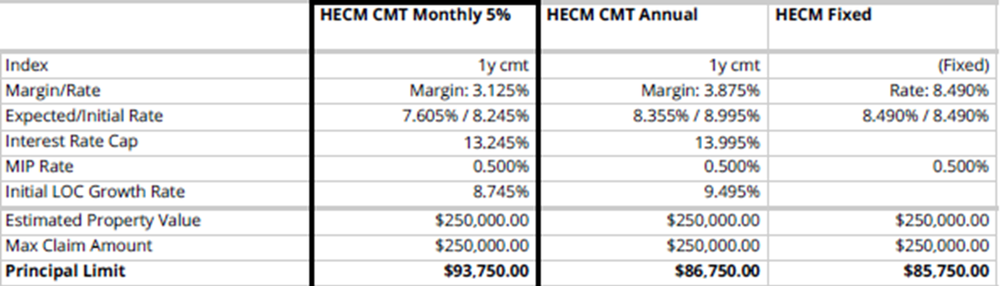 HECM CMT Monthly 5% HECM CMT Annual HECM Fixed
Index 1y cmt 1y cmt (Fixed)
Margin/Rate Margin: 3.125% Margin: 3.875% Rate: 8.490%
Expected/Initial Rate 7.605% / 8.245% 8.355% / 8.995% 8.490% / 8.490%
Interest Rate Cap 13.245% 13.995%
MIP Rate 0.500% 0.500% 0.500%
Initial LOC Growth Rate 8.745% 9.495%
Estimated Property Value $250,000.00 $250,000.00 $250,000.00
Max Claim Amount $250,000.00 $250,000.00 $250,000.00
Principal Limit $93,750.00 $86,750.00 $85,750.00